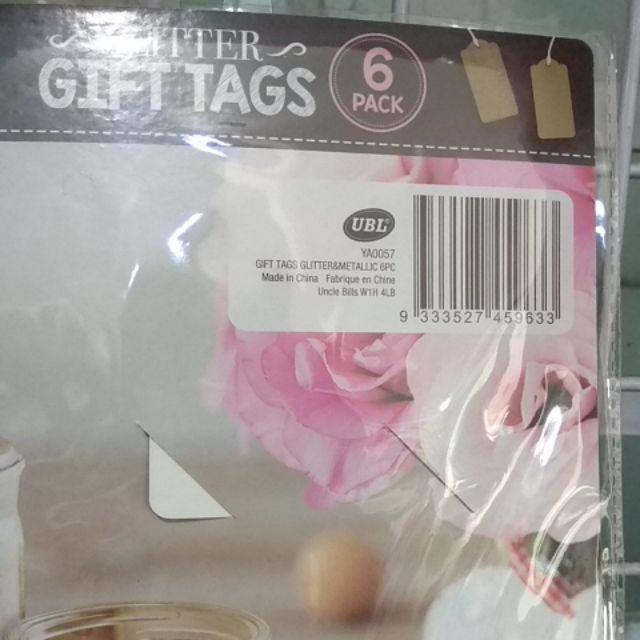 GLITTER
GIFT TAGS
6
PACK
UBL
YA0057
GIFT TAGS GLITTER&METALLIC 6PC
Made in China Fabrique en Chine
Uncle Bills W1H 4LB
9 333527 459633